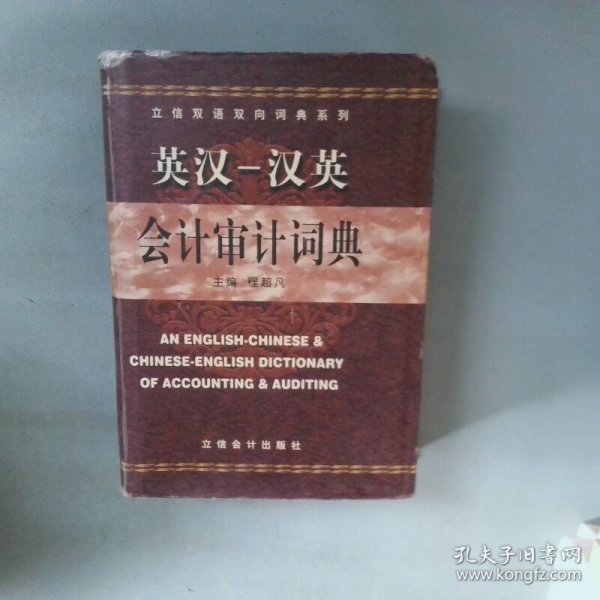 立信双语双向词典系列
英汉－汉英
会计审计词典
主编 程超凡
AN ENGLISH-CHINESE &
CHINESE-ENGLISH DICTIONARY
OF ACCOUNTING & AUDITING
立信会计出版社
孔夫子旧书网
www.kongfz.com